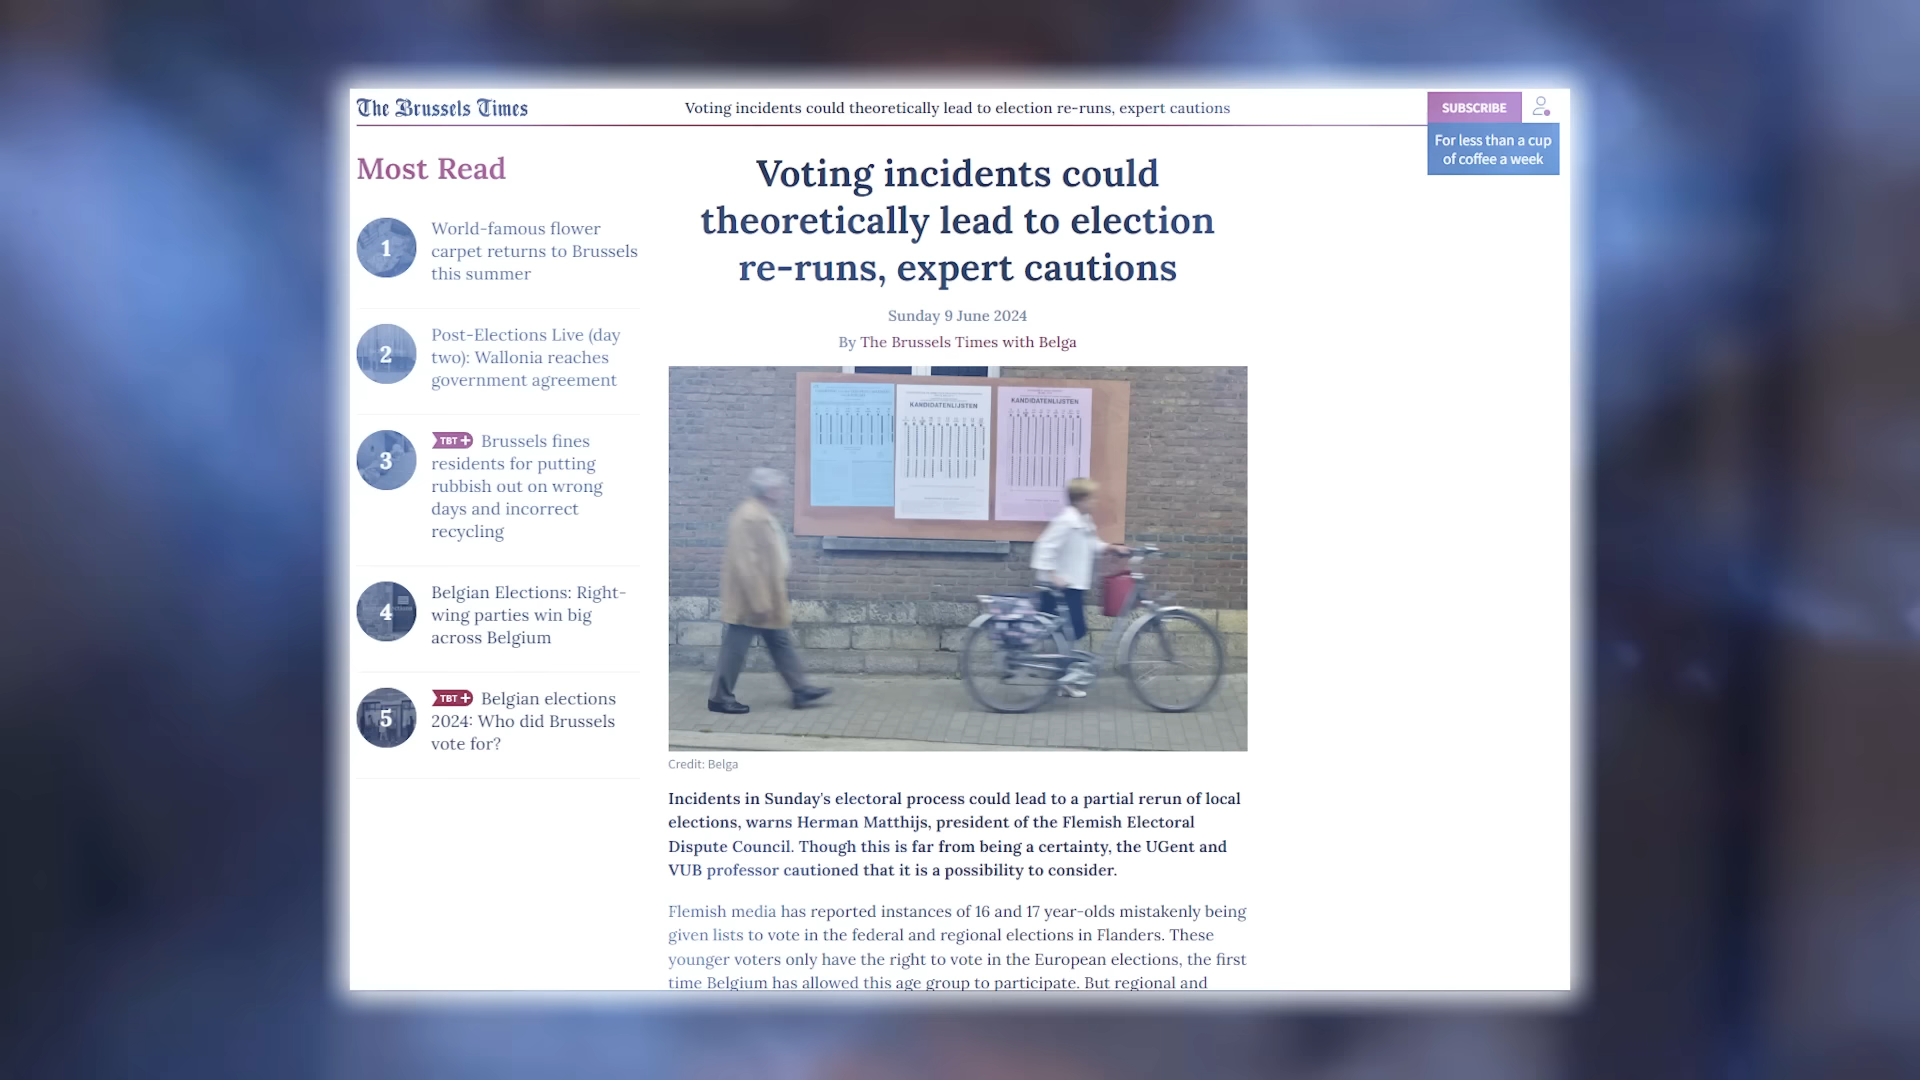 The Brussels Times
Voting incidents could theoretically lead to election re-runs, expert cautions
SUBSCRIBE
For less than a cup
of coffee a week
Most Read
1
World-famous flower
carpet returns to Brussels
this summer
2
Post-Elections Live (day
two): Wallonia reaches
government agreement
3
TBT + Brussels fines
residents for putting
rubbish out on wrong
days and incorrect
recycling
4
Belgian Elections: Right-
wing parties win big
across Belgium
5
TBT + Belgian elections
2024: Who did Brussels
vote for?
Voting incidents could
theoretically lead to election
re-runs, expert cautions
Sunday 9 June 2024
By The Brussels Times with Belga
KANDIDATENLIJSTEN
KANDIDATENLIJSTEN
Credit: Belga
Incidents in Sunday's electoral process could lead to a partial rerun of local
elections, warns Herman Matthijs, president of the Flemish Electoral
Dispute Council. Though this is far from being a certainty, the UGent and
VUB professor cautioned that it is a possibility to consider.
Flemish media has reported instances of 16 and 17 year-olds mistakenly being
given lists to vote in the federal and regional elections in Flanders. These
younger voters only have the right to vote in the European elections, the first
time Belgium has allowed this age group to participate. But regional and